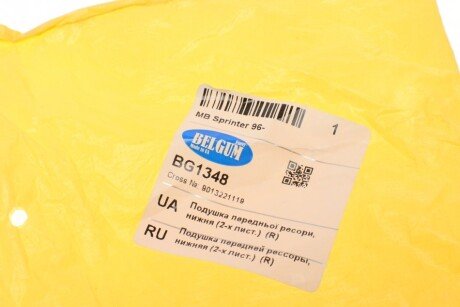 MB Sprinter 96-
1
BELGUM
BG1348
Cross №. 9013221119
UA Подушка передньої ресори,
нижняя (2-х лист.) (R)
RU Подушка передней рессоры,
нижняя (2-х лист.) (R)